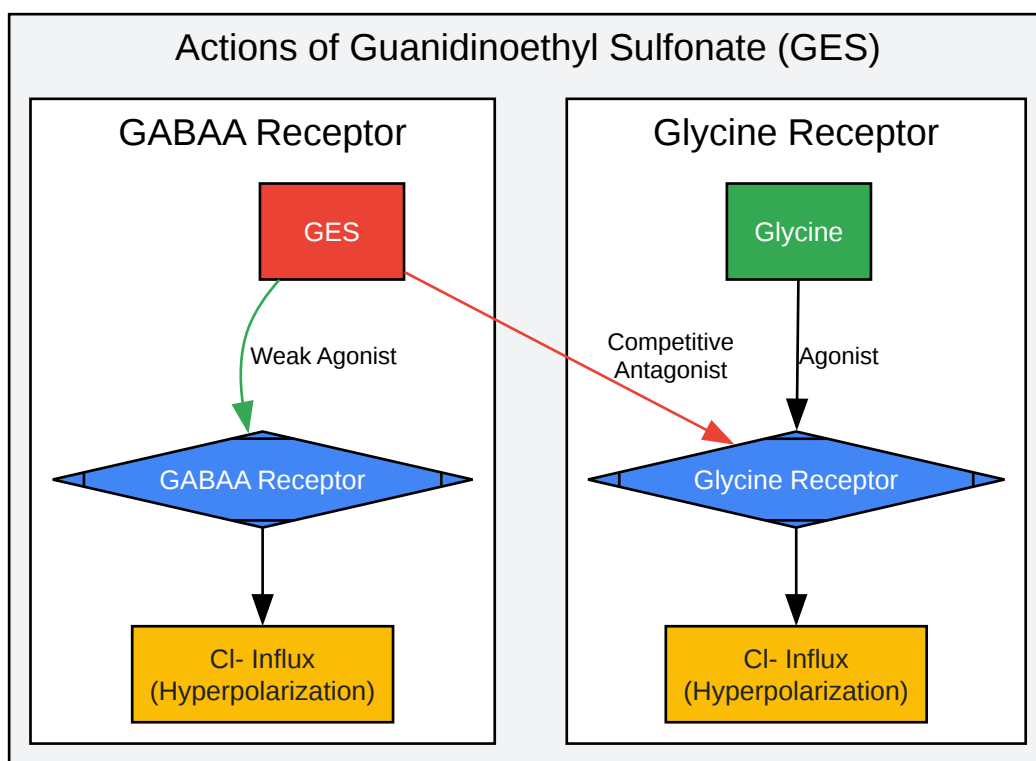 Actions of Guanidinoethyl Sulfonate (GES)
GABAA Receptor
GES
Weak Agonist
GABAA Receptor
Cl- Influx
(Hyperpolarization)
Glycine Receptor
Glycine
Competitive
Antagonist
Agonist
Glycine Receptor
Cl- Influx
(Hyperpolarization)